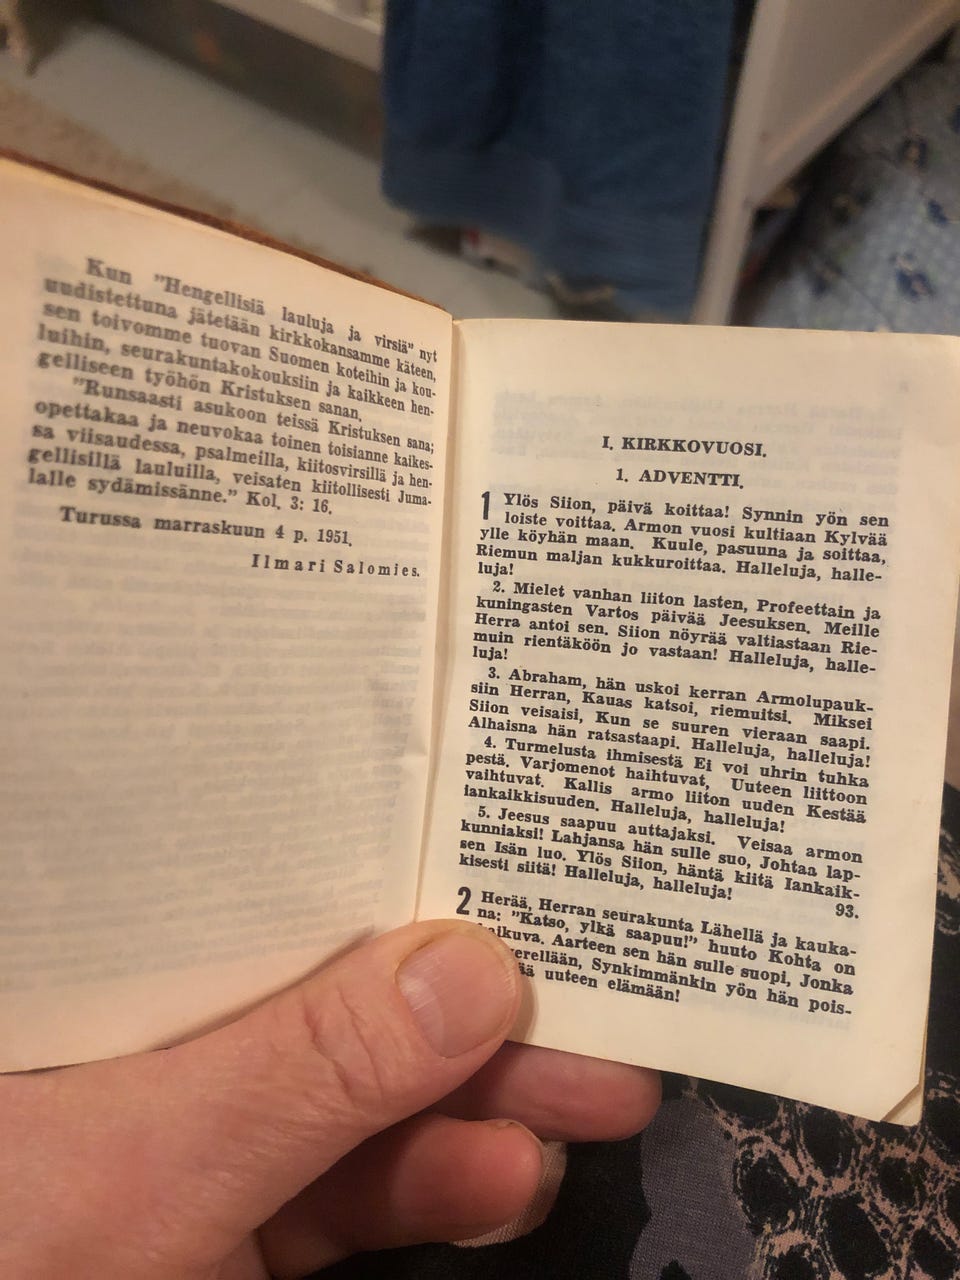 Kun "Hengellisiä lauluja ja virsiä" nyt
uudistettuna jätetään kirkkokansamme käteen,
sen toivomme tuovan Suomen koteihin ja kou-
luihin, seurakuntakokouksiin ja kaikkeen hen-
gelliseen työhön Kristuksen sanan.
"Runsaasti asukoon teissä Kristuksen sana;
opettakaa ja neuvokaa toinen toisianne kaikes-
sa viisaudessa, psalmeilla, kiitosvirsillä ja hen-
gellisillä lauluilla, veisaten kiitollisesti Juma-
lalle sydämissänne." Kol. 3: 16.
Turussa marraskuun 4 p. 1951.
Ilmari Salomies.
I. KIRKKOVUOSI.
1. ADVENTTI.
1 Ylös Siion, päivä koittaa! Synnin yön sen
loiste voittaa. Armon vuosi kultiaan Kylvää
ylle köyhän maan. Kuule, pasuuna ja soittaa,
Riemun maljan kukkuroittaa. Halleluja, halle-
luja!
2. Mielet vanhan liiton lasten, Profeettain ja
kuningasten Vartos päivää Jeesuksen. Meille
Herra antoi sen. Siion nöyrää valtiastaan Rie-
muin rientäköön jo vastaan! Halleluja, halle-
luja!
3. Abraham, hän uskoi kerran Armolupauk-
siin Herran, Kauas katsoi, riemuitsi. Miksei
Siion veisaisi, Kun se suuren vieraan saapi.
Alhaisna hän ratsastaapi. Halleluja, halleluja!
4. Turmelusta ihmisestä Ei voi uhrin tuhka
pestä. Varjomenot haihtuvat, Uuteen liittoon
vaihtuvat. Kallis armo liiton uuden Kestää
iankaikkisuuden. Halleluja, halleluja!
5. Jeesus saapuu auttajaksi. Veisaa armon
kunniaksi! Lahjansa hän sulle suo, Johtaa lap-
sen Isän luo. Ylös Siion, häntä kiitä Iankaik-
kisesti siitä! Halleluja, halleluja!
93.
2 Herää, Herran seurakunta Lähellä ja kauka-
na: "Katso, ylkä saapuu!" huuto Kohta on
kaikuva. Aarteen sen hän sulle suopi, Jonka
verellään, Synkimmänkin yön hän pois-
uuteen elämään!